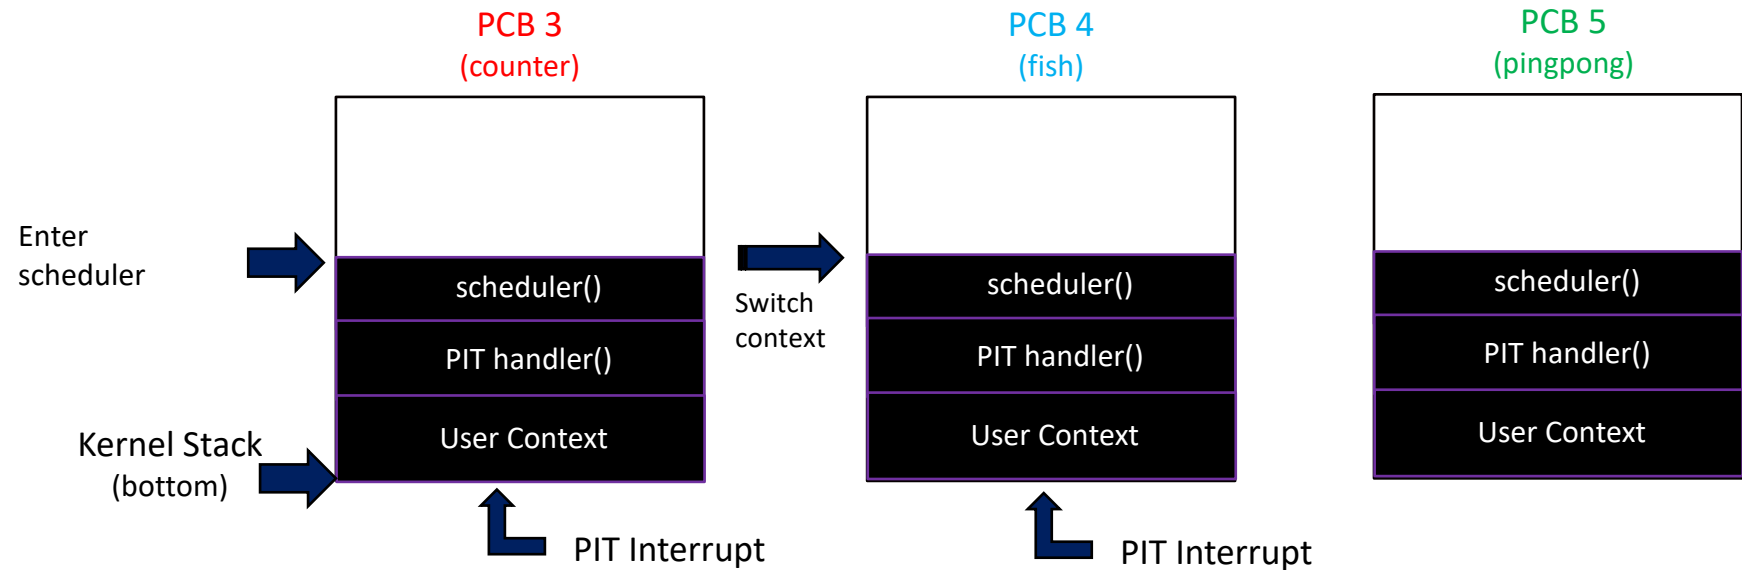 PCB 3
(counter)
PCB 4
(fish)
PCB 5
(pingpong)
Enter
scheduler
scheduler()
PIT handler()
User Context
Kernel Stack
(bottom)
PIT Interrupt
Switch
context
scheduler()
PIT handler()
User Context
PIT Interrupt
scheduler()
PIT handler()
User Context